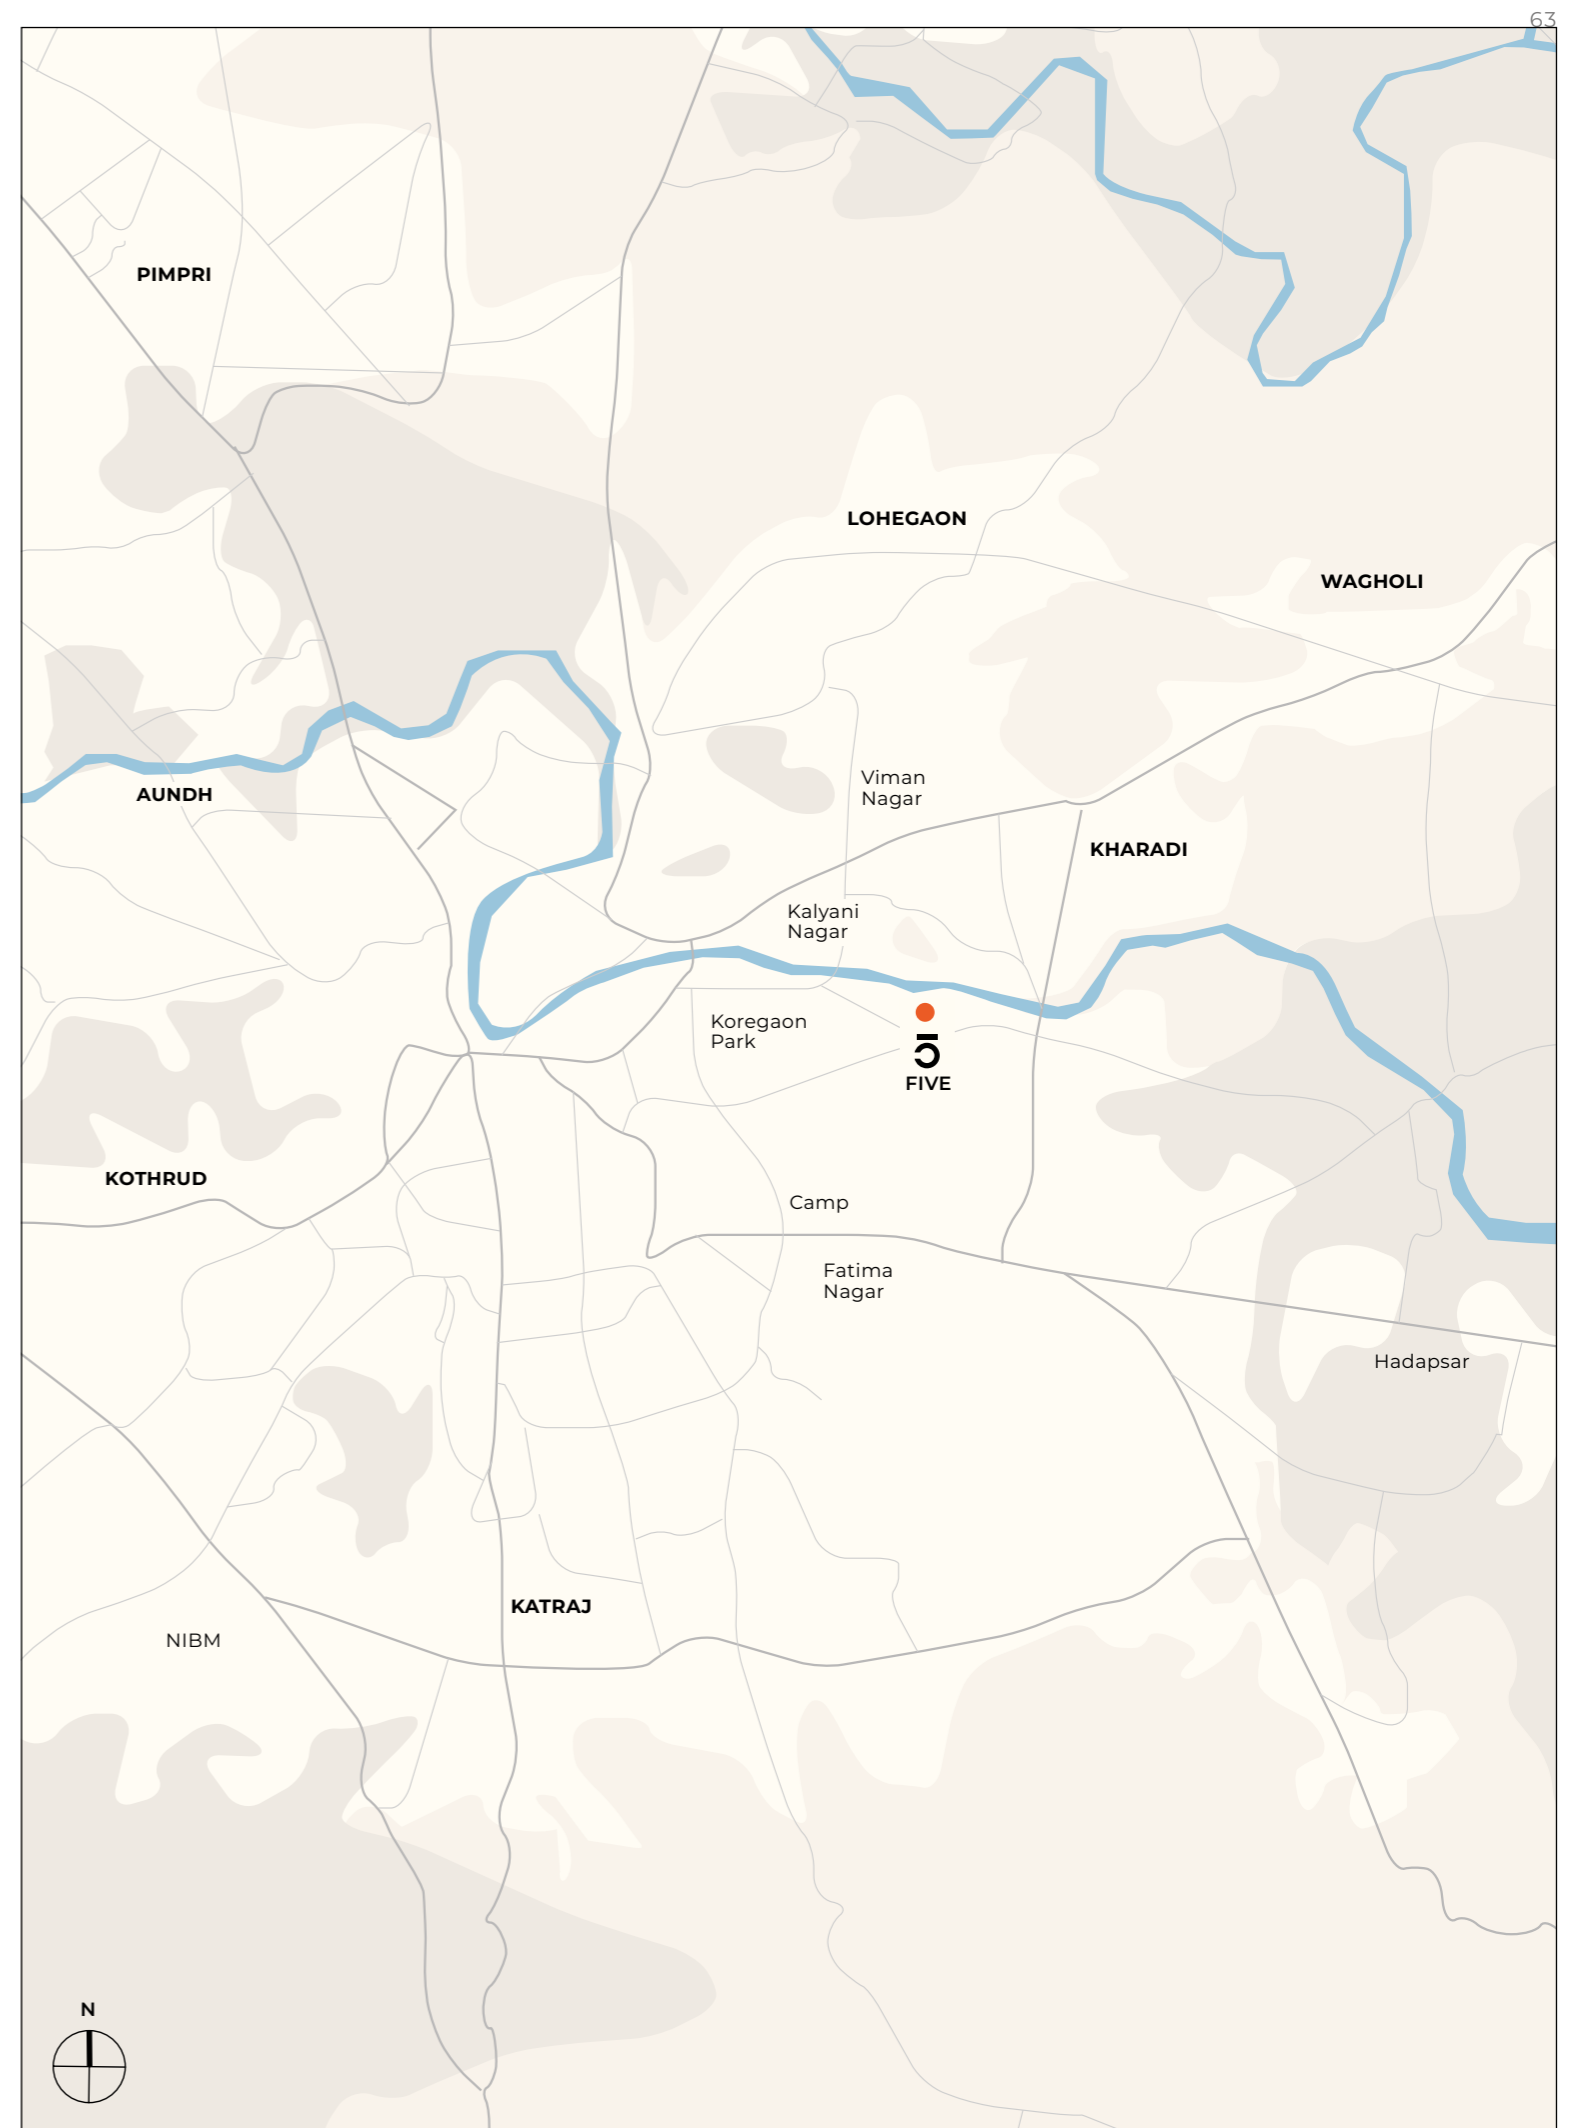 63
PIMPRI
LOHEGAON
WAGHOLI
Viman
Nagar
AUNDH
KHARADI
Kalyani
Nagar
Koregaon
Park
5
FIVE
KOTHRUD
Camp
Fatima
Nagar
Hadapsar
KATRAJ
NIBM
N